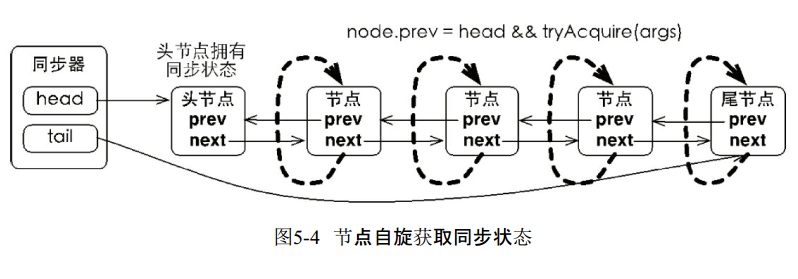 node.prev = head && tryAcquire(args)
头节点拥有
同步状态
同步器
head
tail
头节点
prev
next
节点
prev
next
节点
prev
next
节点
prev
next
尾节点
prev
next
图5-4 节点自旋获取同步状态